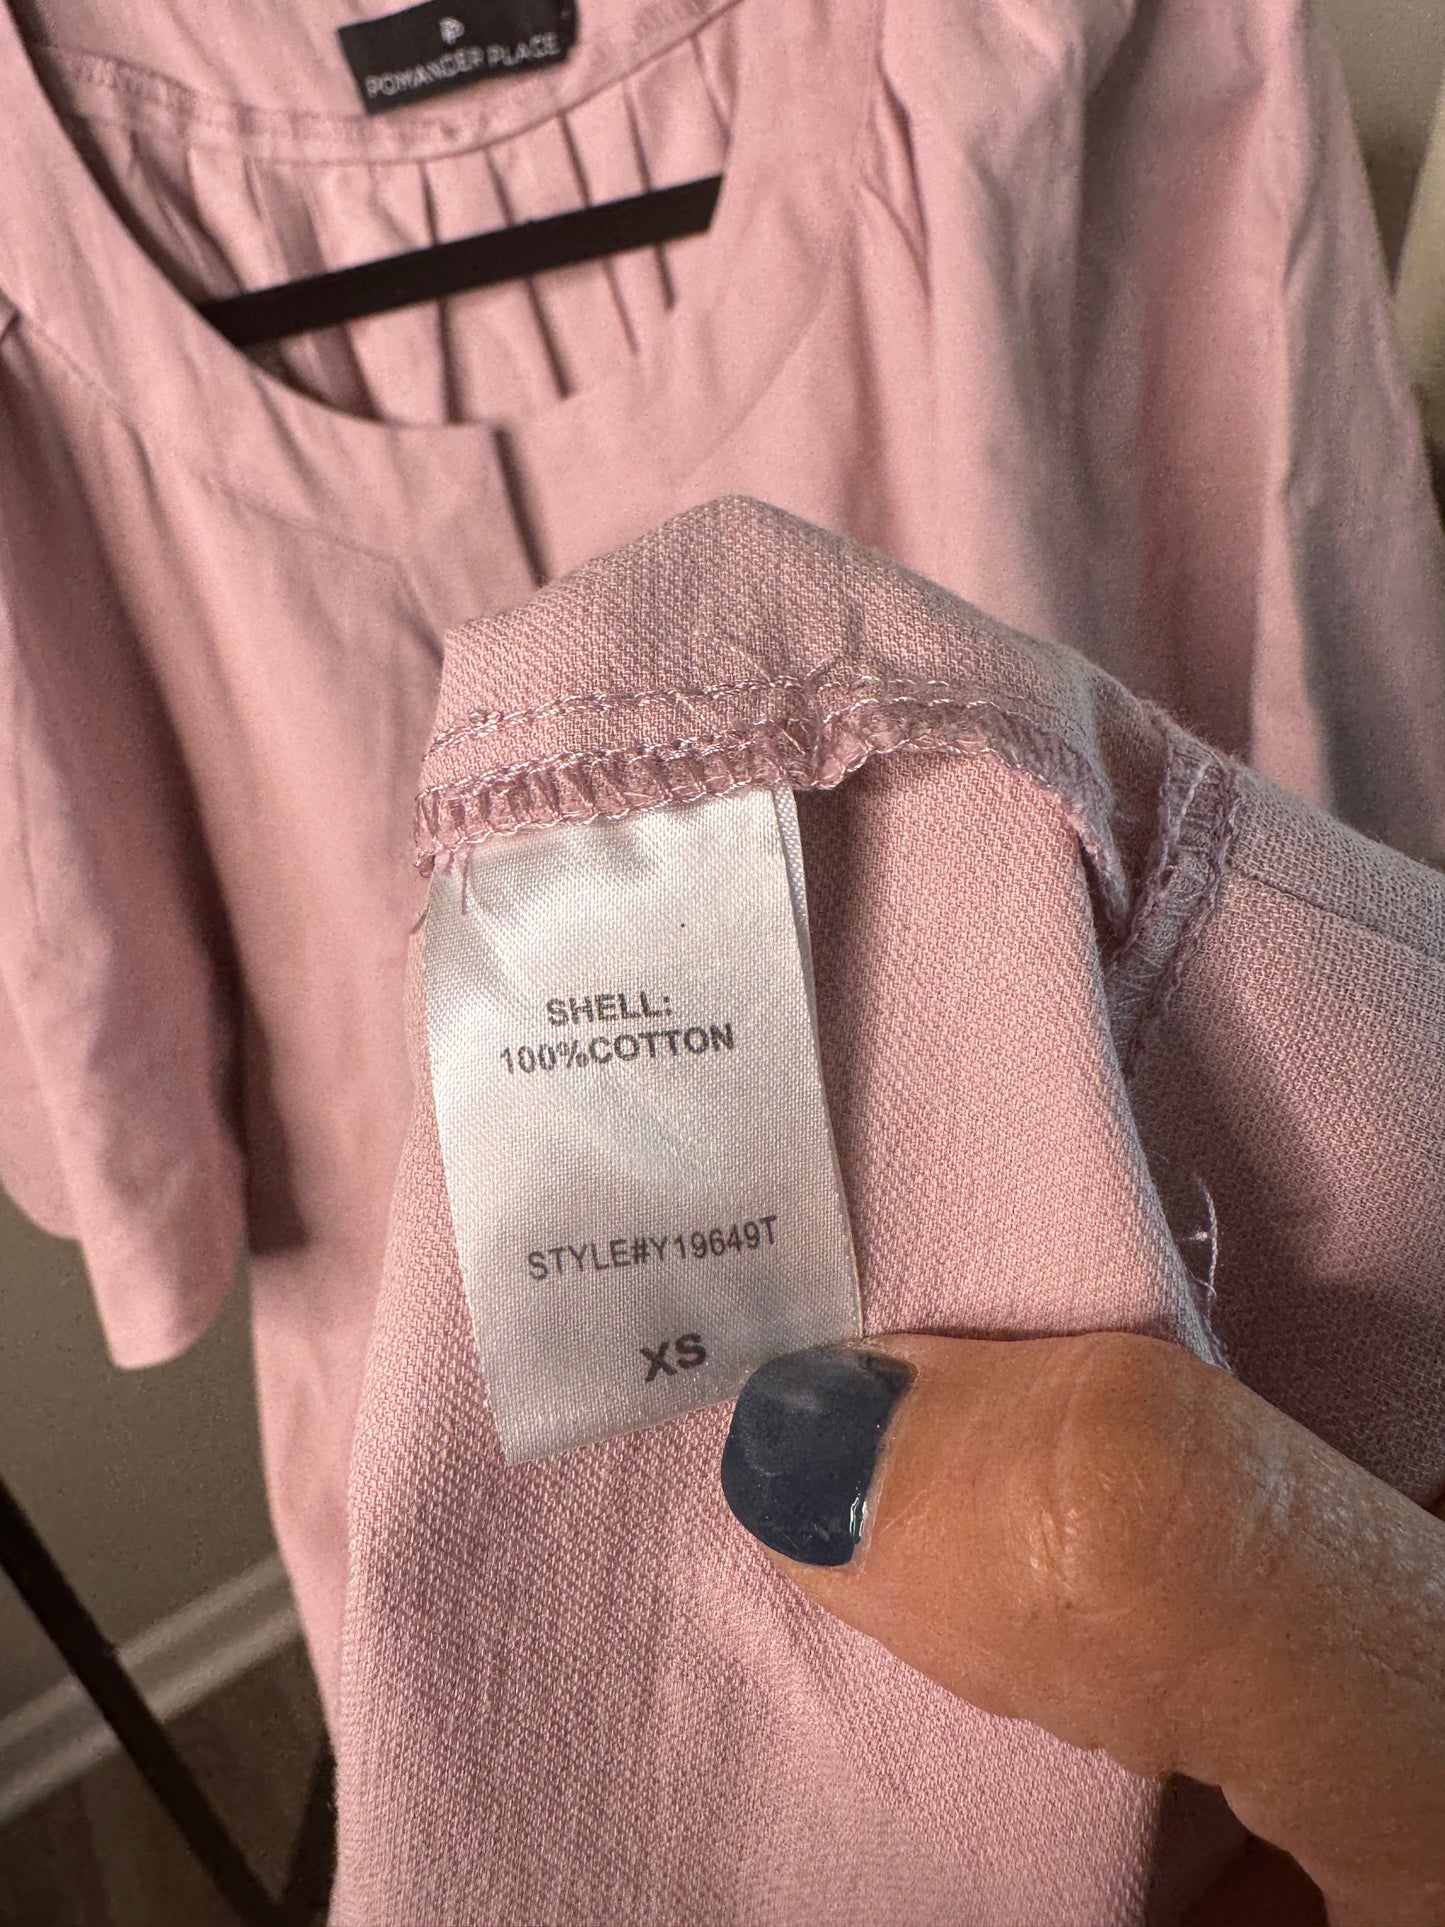 POMANDER PLACE
SHELL:
100%COTTON
STYLE#Y19649T
XS